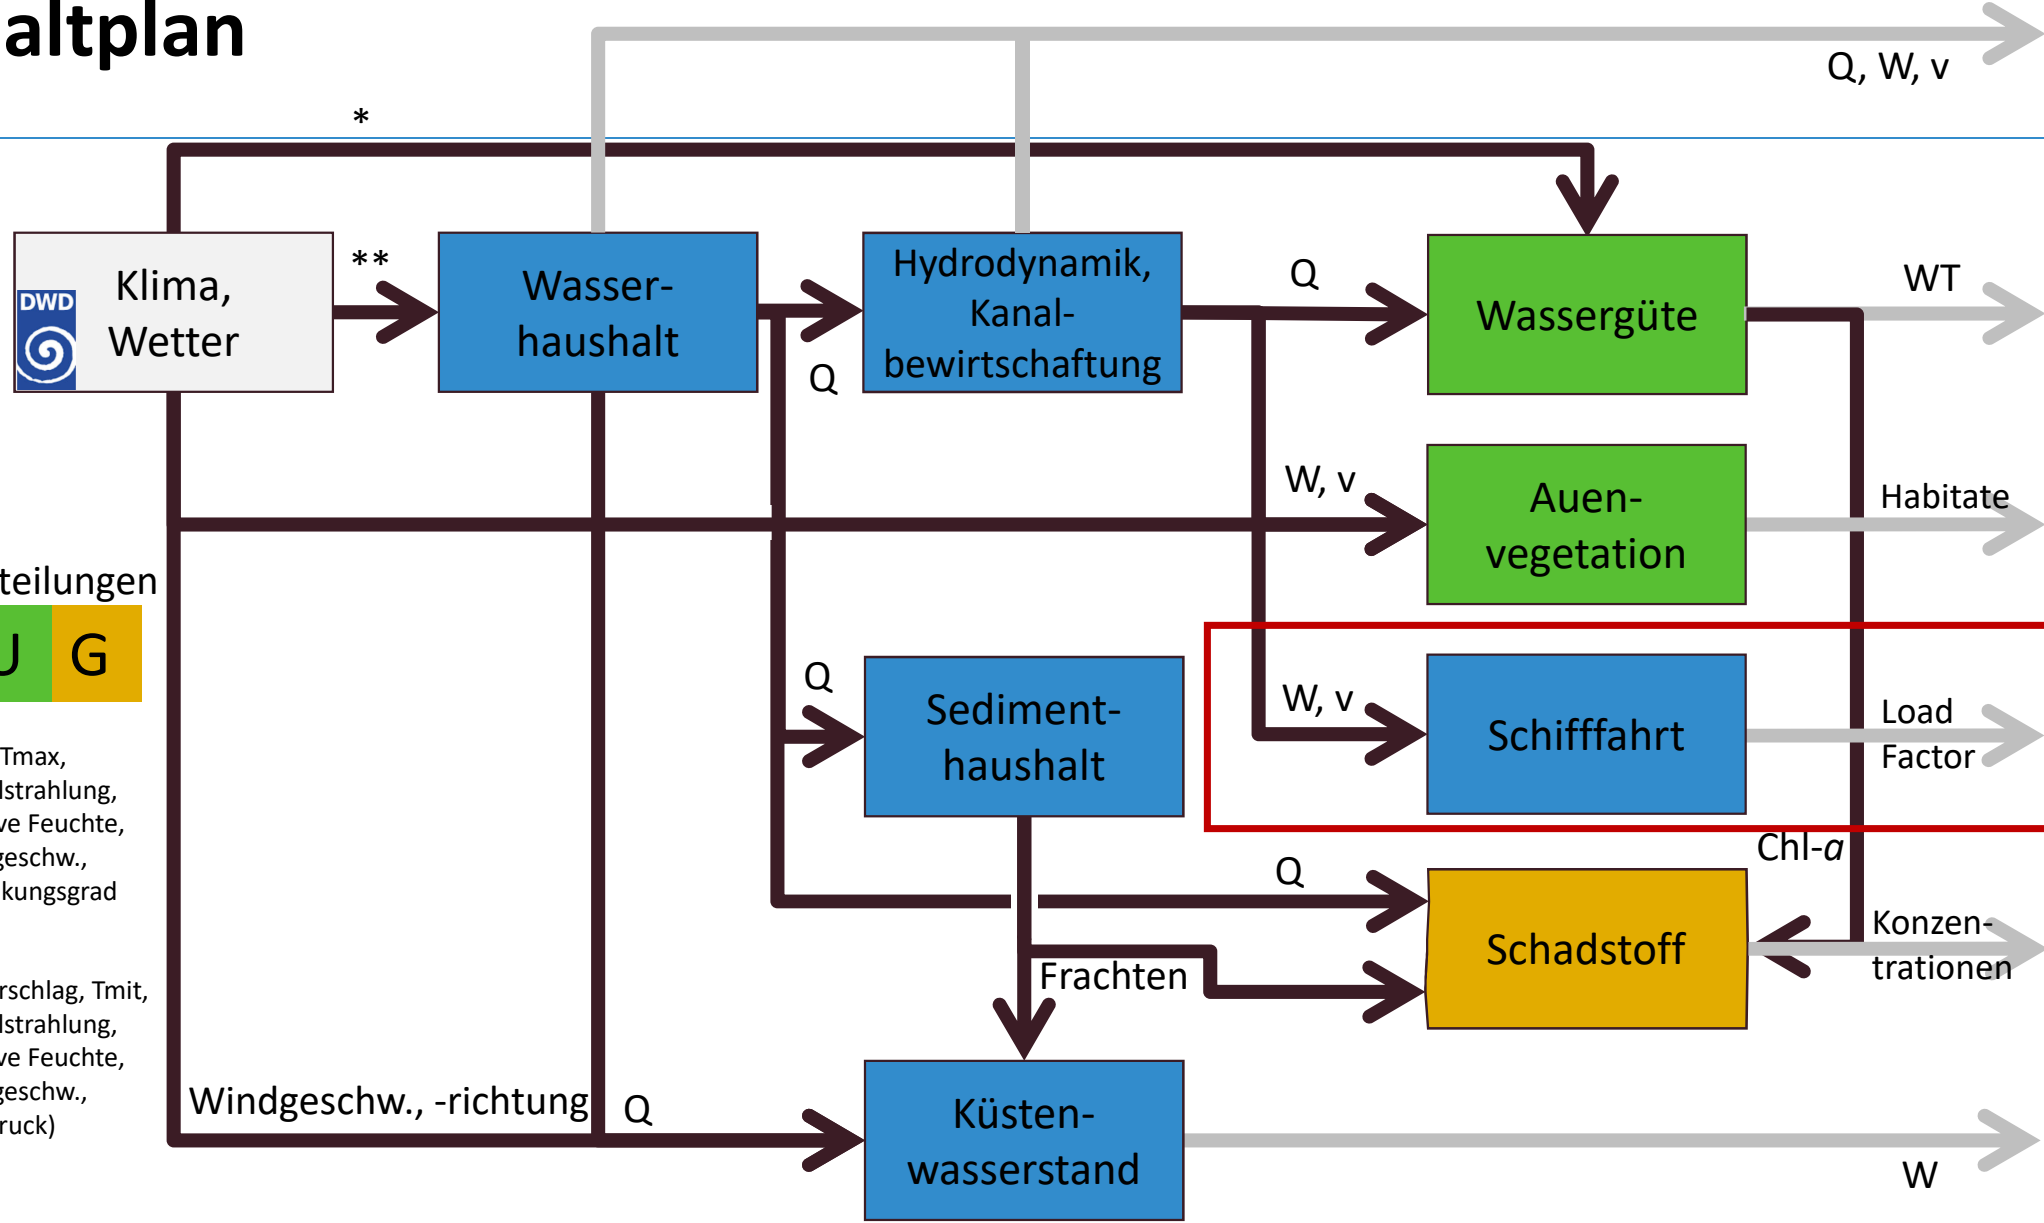 altplan
Q, W, v
*
**
Klima,
Wetter
DWD
Wasser-
haushalt
Q
Hydrodynamik,
Kanal-
bewirtschaftung
Q
Wassergüte
WT
W, v
Auen-
vegetation
Habitate
teilungen
U G
Q
Sediment-
haushalt
W, v
Schifffahrt
Load
Factor
Tmax,
lstrahlung,
ve Feuchte,
geschw.,
kungsgrad
Chl-a
Q
Schadstoff
Konzen-
trationen
Frachten
rschlag, Tmit,
lstrahlung,
ve Feuchte,
geschw.,
ruck)
Windgeschw., -richtung
Q
Küsten-
wasserstand
W